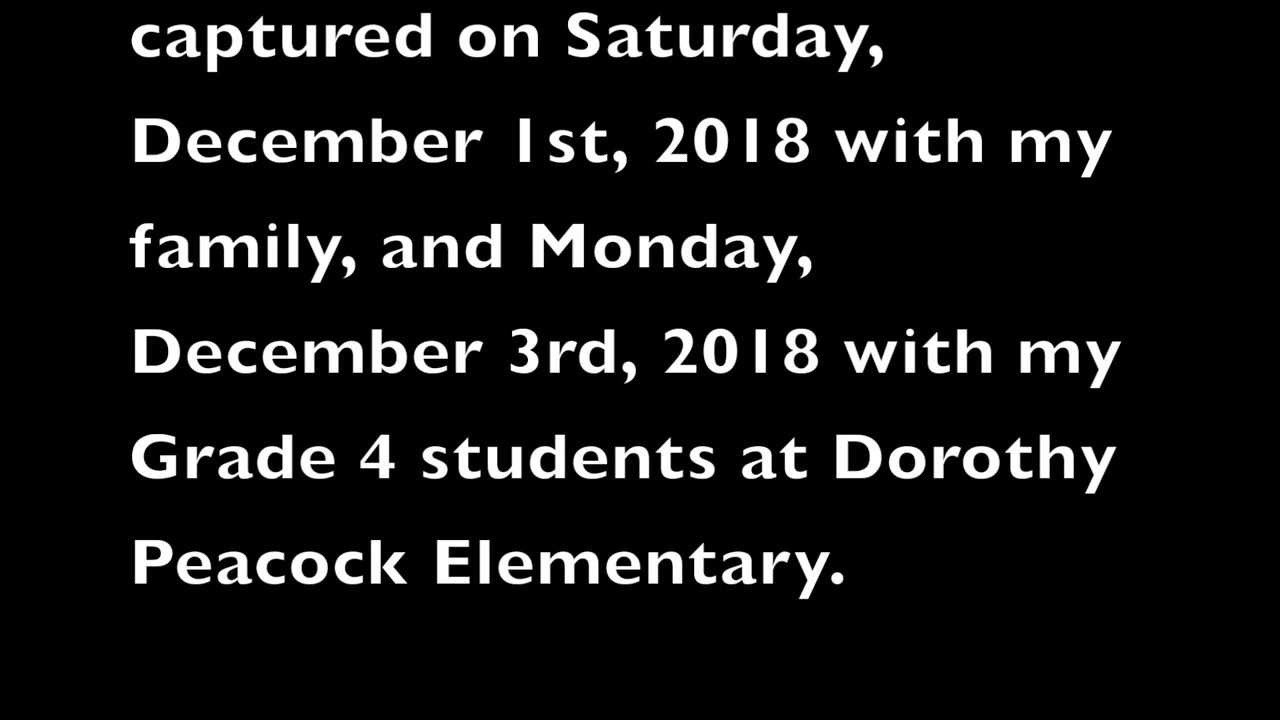 captured on Saturday,
December 1st, 2018 with my
family, and Monday,
December 3rd, 2018 with my
Grade 4 students at Dorothy
Peacock Elementary.